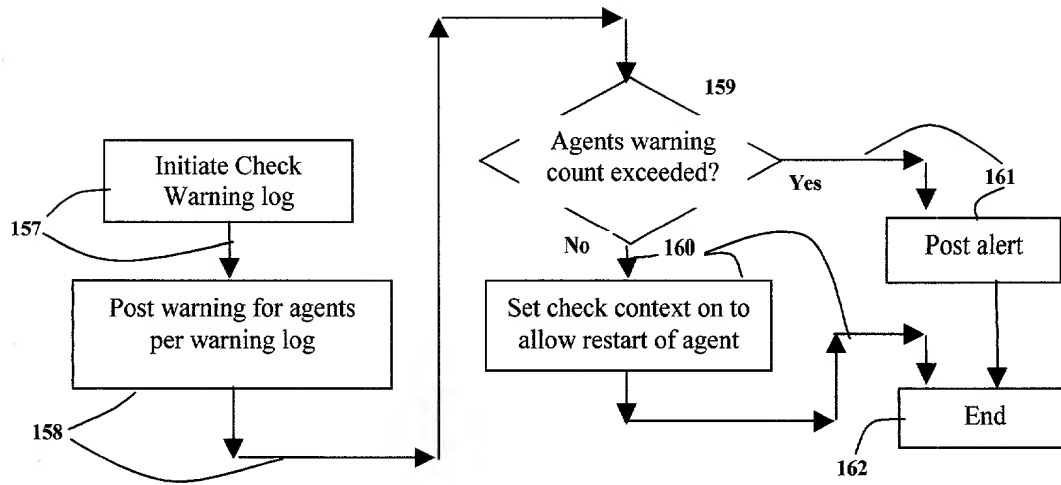 Initiate Check
Warning log
157
Post warning for agents
per warning log
158
159
Agents warning
count exceeded?
Yes
No
160
161
Post alert
Set check context on to
allow restart of agent
End
162